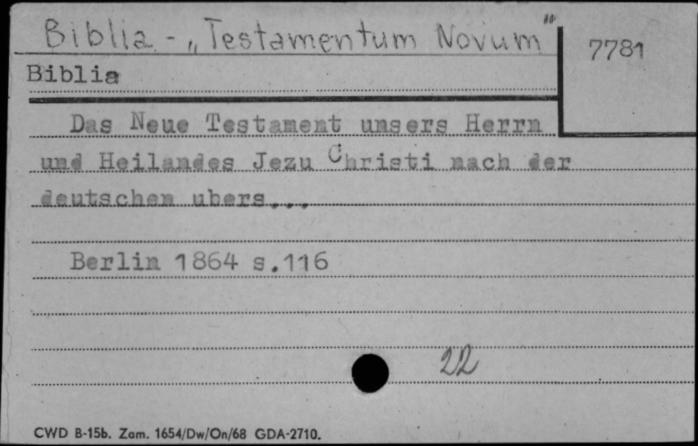 Biblia - „Testamentum Novum”
7781
Biblia
Das Neue Testament unsers Herrn
und Heilandes Jezu Christi nach der
deutschen ubers...
Berlin 1864 s.116
22
CWD B-15b. Zam. 1654/Dw/On/68 GDA-2710.